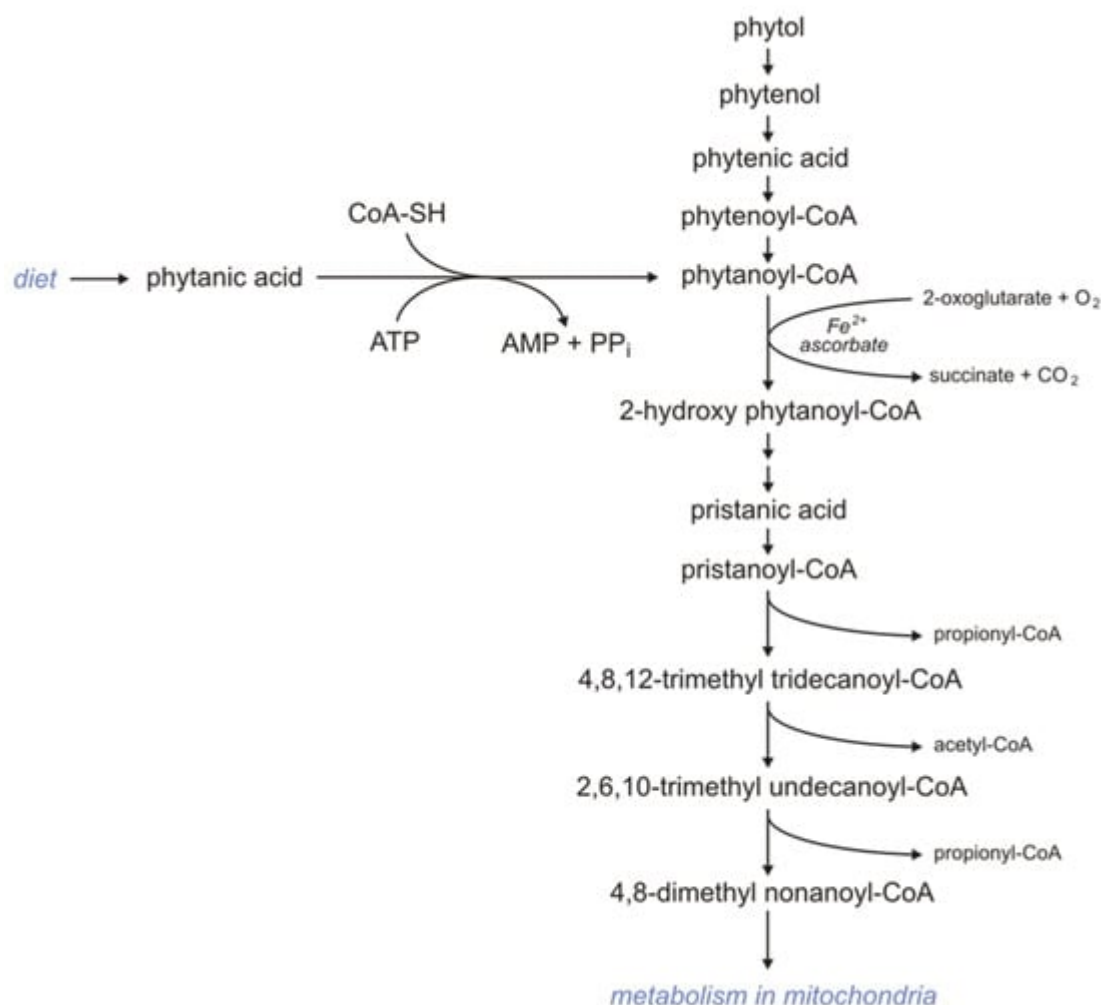 phytol
phytenol
phytenic acid
phytenoyl-CoA
CoA-SH
diet
phytanic acid
phytanoyl-CoA
ATP
AMP + PPi
2-oxoglutarate + O2
Fe2+
ascorbate
succinate + CO2
2-hydroxy phytanoyl-CoA
pristanic acid
pristanoyl-CoA
propionyl-CoA
4,8,12-trimethyl tridecanoyl-CoA
acetyl-CoA
2,6,10-trimethyl undecanoyl-CoA
propionyl-CoA
4,8-dimethyl nonanoyl-CoA
metabolism in mitochondria